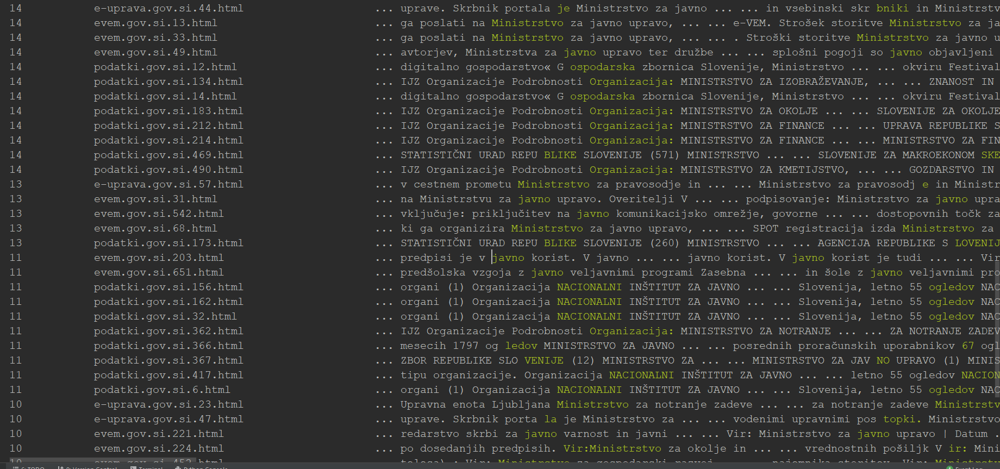 14 e-uprava.gov.si.44.html ... uprave. Skrbnik portala je Ministrstvo za javno ... ... in vsebinski skr bniki in Ministrstv
14 evem.gov.si.13.html ... ga poslati na Ministrstvo za javno upravo, ... ... e-VEM. Strošek storitve Ministrstvo za ja
14 evem.gov.si.33.html ... ga poslati na Ministrstvo za javno upravo, ... ... . Stroški storitve Ministrstvo za javno u
14 evem.gov.si.49.html ... avtorjev, Ministrstva za javno upravo ter družbe ... ... splošni pogoji so javno objavljeni
14 podatki.gov.si.12.html ... digitalno gospodarstvo« G ospodarska zbornica Slovenije, Ministrstvo ... ... okviru Festival
14 podatki.gov.si.134.html ... IJZ Organizacije Podrobnosti Organizacija: MINISTRSTVO ZA IZOBRAŽEVANJE, ... ... ZNANOST IN
14 podatki.gov.si.14.html ... digitalno gospodarstvo« G ospodarska zbornica Slovenije, Ministrstvo ... ... okviru Festival
14 podatki.gov.si.183.html ... IJZ Organizacije Podrobnosti Organizacija: MINISTRSTVO ZA OKOLJE ... ... SLOVENIJE ZA OKOLJE
14 podatki.gov.si.212.html ... IJZ Organizacije Podrobnosti Organizacija: MINISTRSTVO ZA FINANCE ... ... UPRAVA REPUBLIKE S
14 podatki.gov.si.214.html ... IJZ Organizacije Podrobnosti Organizacija: MINISTRSTVO ZA FINANCE ... ... MINISTRSTVO ZA FIN
14 podatki.gov.si.469.html ... STATISTIČNI URAD REPU BLIKE SLOVENIJE (571) MINISTRSTVO ... ... SLOVENIJE ZA MAKROEKONOM SKE
14 podatki.gov.si.490.html ... IJZ Organizacije Podrobnosti Organizacija: MINISTRSTVO ZA KMETIJSTVO, ... ... GOZDARSTVO IN
13 e-uprava.gov.si.57.html ... v cestnem prometu Ministrstvo za pravosodje in ... ... Ministrstvo za pravosodj e in Ministr
13 evem.gov.si.31.html ... na Ministrstvu za javno upravo. Overitelji V ... ... podpisovanje: Ministrstvo za javno upra
13 evem.gov.si.542.html ... vključuje: priključitev na javno komunikacijsko omrežje, govorne ... ... dostopovnih točk za
13 evem.gov.si.68.html ... ki ga organizira Ministrstvo za javno upravo, ... ... SPOT registracija izda Ministrstvo za
13 podatki.gov.si.173.html ... STATISTIČNI URAD REPU BLIKE SLOVENIJE (260) MINISTRSTVO ... ... AGENCIJA REPUBLIKE S LOVENIJ
11 evem.gov.si.203.html ... predpisi je v javno korist. V javno ... ... javno korist. V javno korist je tudi ... ... Vir
11 evem.gov.si.651.html ... predšolska vzgoja z javno veljavnimi programi Zasebna ... ... in šole z javno veljavnimi pro
11 podatki.gov.si.156.html ... organi (1) Organizacija NACIONALNI INŠTITUT ZA JAVNO ... ... Slovenija, letno 55 ogledov NAC
11 podatki.gov.si.162.html ... organi (1) Organizacija NACIONALNI INŠTITUT ZA JAVNO ... ... Slovenija, letno 55 ogledov NAC
11 podatki.gov.si.32.html ... organi (1) Organizacija NACIONALNI INŠTITUT ZA JAVNO ... ... Slovenija, letno 55 ogledov NAC
11 podatki.gov.si.362.html ... IJZ Organizacije Podrobnosti Organizacija: MINISTRSTVO ZA NOTRANJE ... ... ZA NOTRANJE ZADEV
11 podatki.gov.si.366.html ... mesecih 1797 og ledov MINISTRSTVO ZA JAVNO ... ... posrednih proračunskih uporabnikov 67 ogl
11 podatki.gov.si.367.html ... ZBOR REPUBLIKE SLO VENIJE (12) MINISTRSTVO ZA ... ... MINISTRSTVO ZA JAV NO UPRAVO (1) MINIS
11 podatki.gov.si.417.html ... tipu organizacije. Organizacija NACIONALNI INŠTITUT ZA JAVNO ... ... letno 55 ogledov NACION
11 podatki.gov.si.6.html ... organi (1) Organizacija NACIONALNI INŠTITUT ZA JAVNO ... ... Slovenija, letno 55 ogledov NAC
10 e-uprava.gov.si.23.html ... Upravna enota Ljubljana Ministrstvo za notranje zadeve ... ... za notranje zadeve Ministrstv
10 e-uprava.gov.si.47.html ... uprave. Skrbnik porta la je Ministrstvo za ... ... vodenimi upravnimi pos topki. Ministrstvo
10 evem.gov.si.221.html ... redarstvo skrbi za javno varnost in javni ... ... Vir: Ministrstvo za javno upravo | Datum .
10 evem.gov.si.224.html ... po dosedanjih predpisih. Vir:Ministrstvo za okolje in ... ... vrednostnih pošiljk V ir: Mini